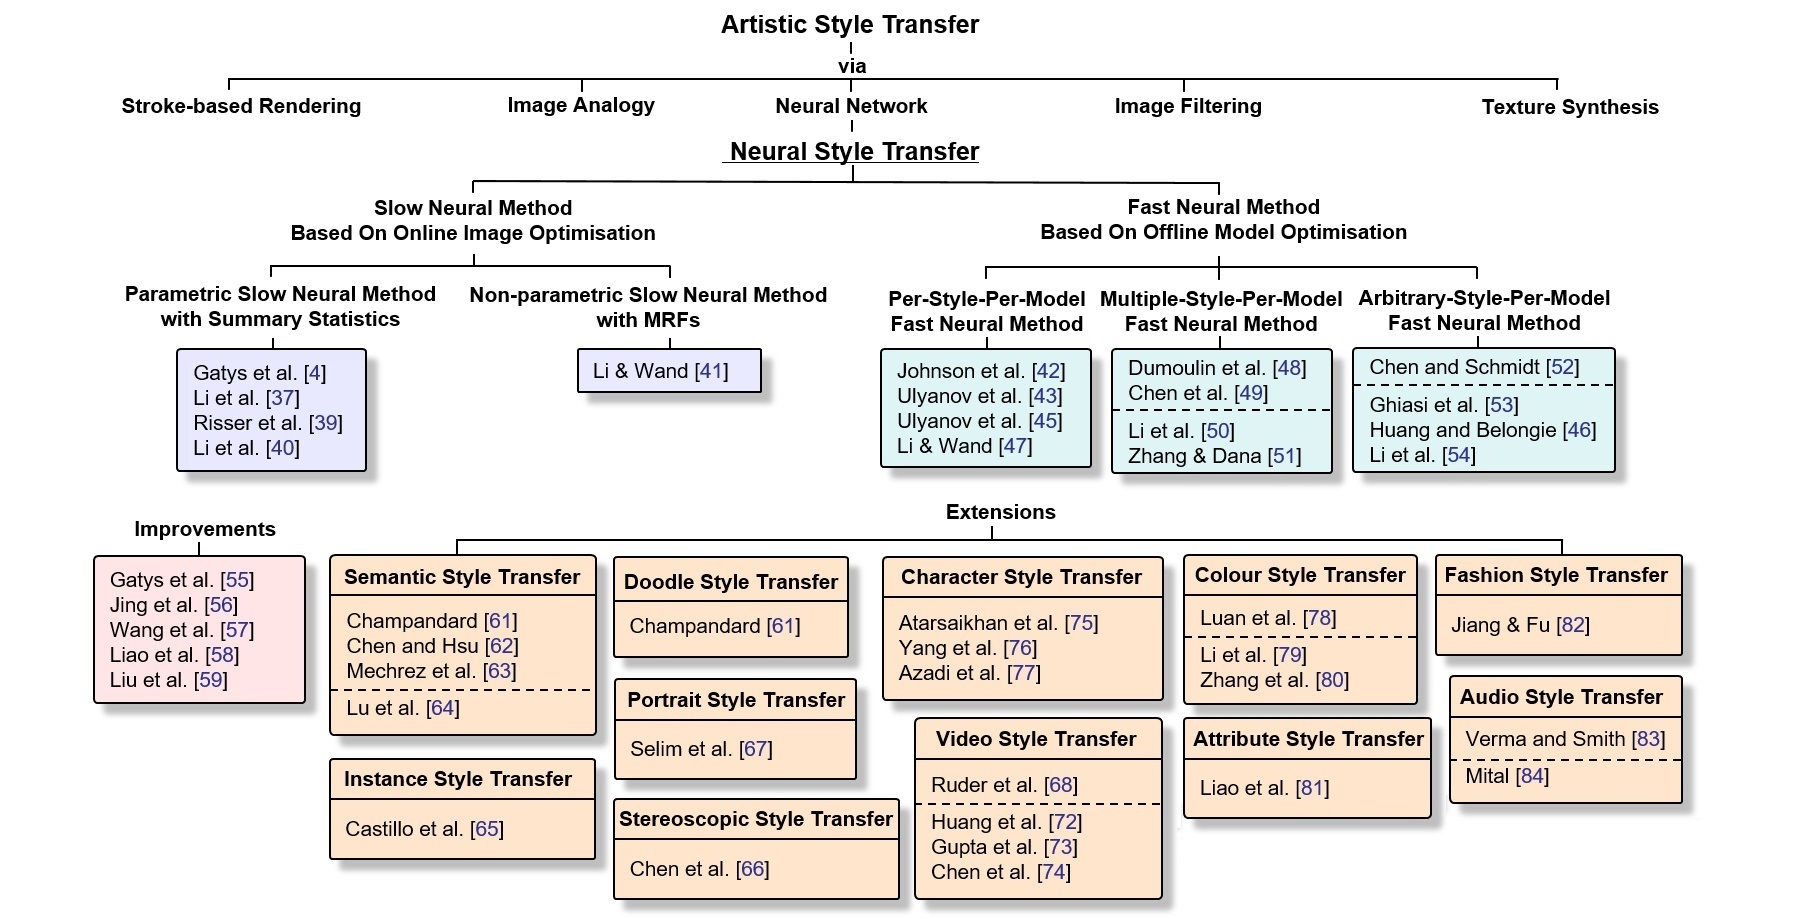 Artistic Style Transfer
via
Stroke-based Rendering
Image Analogy
Neural Network
Image Filtering
Texture Synthesis
Neural Style Transfer
Slow Neural Method
Based On Online Image Optimisation
Fast Neural Method
Based On Offline Model Optimisation
Parametric Slow Neural Method
with Summary Statistics
Non-parametric Slow Neural Method
with MRFs
Per-Style-Per-Model
Fast Neural Method
Multiple-Style-Per-Model
Fast Neural Method
Arbitrary-Style-Per-Model
Fast Neural Method
Gatys et al. [4]
Li et al. [37]
Risser et al. [39]
Li et al. [40]
Li & Wand [41]
Johnson et al. [42]
Ulyanov et al. [43]
Ulyanov et al. [45]
Li & Wand [47]
Dumoulin et al. [48]
Chen et al. [49]
Li et al. [50]
Zhang & Dana [51]
Chen and Schmidt [52]
Ghiasi et al. [53]
Huang and Belongie [46]
Li et al. [54]
Improvements
Gatys et al. [55]
Jing et al. [56]
Wang et al. [57]
Liao et al. [58]
Liu et al. [59]
Extensions
Semantic Style Transfer
Champandard [61]
Chen and Hsu [62]
Mechrez et al. [63]
Lu et al. [64]
Instance Style Transfer
Castillo et al. [65]
Doodle Style Transfer
Champandard [61]
Portrait Style Transfer
Selim et al. [67]
Stereoscopic Style Transfer
Chen et al. [66]
Character Style Transfer
Atarsaikhan et al. [75]
Yang et al. [76]
Azadi et al. [77]
Video Style Transfer
Ruder et al. [68]
Huang et al. [72]
Gupta et al. [73]
Chen et al. [74]
Colour Style Transfer
Luan et al. [78]
Li et al. [79]
Zhang et al. [80]
Attribute Style Transfer
Liao et al. [81]
Fashion Style Transfer
Jiang & Fu [82]
Audio Style Transfer
Verma and Smith [83]
Mital [84]